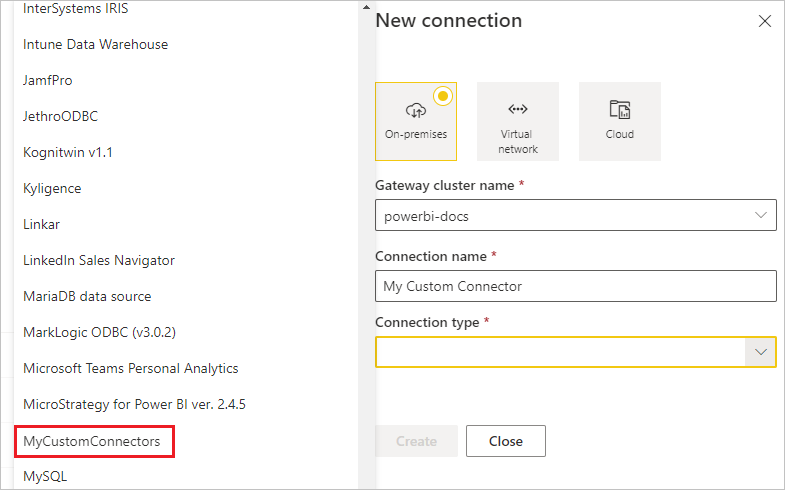 InterSystems IRIS
Intune Data Warehouse
JamfPro
JethroODBC
Kognitwin v1.1
Kyligence
Linkar
LinkedIn Sales Navigator
MariaDB data source
MarkLogic ODBC (v3.0.2)
Microsoft Teams Personal Analytics
MicroStrategy for Power BI ver. 2.4.5
MyCustomConnectors
MySQL
New connection
On-premises
Virtual
network
Cloud
Gateway cluster name *
powerbi-docs
Connection name *
My Custom Connector
Connection type *
Create
Close